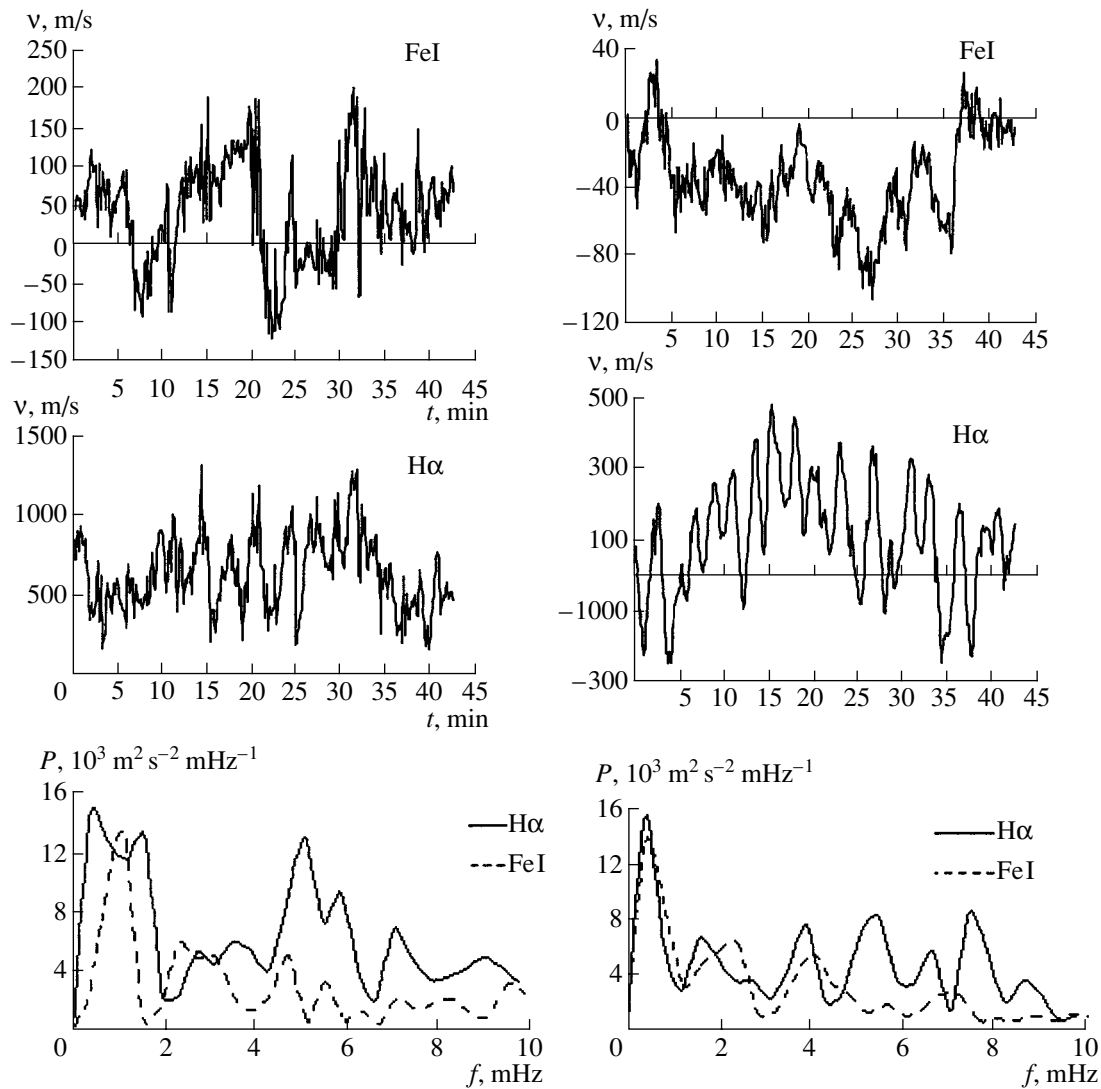 ν, m/s
250
FeI
200
150
100
50
0
−50
−100
−150
5 10 15 20 25 30 35 40 45
t, min
ν, m/s
40
FeI
0
−40
−80
−120
5 10 15 20 25 30 35 40 45
ν, m/s
1500
Hα
1000
500
0 5 10 15 20 25 30 35 40 45
t, min
ν, m/s
500
Hα
300
100
−1000
−300
5 10 15 20 25 30 35 40 45
P, 10³ m² s⁻² mHz⁻¹
16
Hα
12
FeI
8
4
0 2 4 6 8 10
f, mHz
P, 10³ m² s⁻² mHz⁻¹
16
Hα
12
FeI
8
4
0 2 4 6 8 10
f, mHz